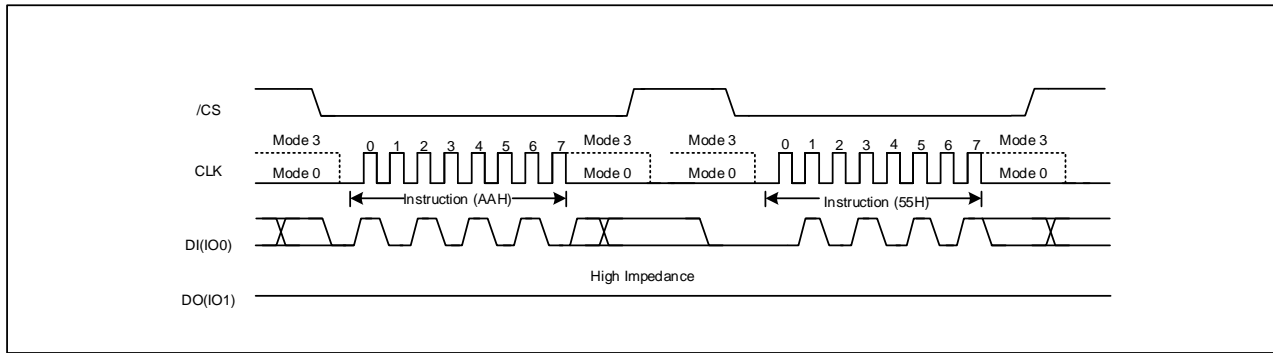 /CS
Mode 3 0 1 2 3 4 5 6 7 Mode 3 Mode 3 0 1 2 3 4 5 6 7 Mode 3
CLK
Mode 0 Mode 0 Mode 0 Mode 0
Instruction (AAH) Instruction (55H)
DI(IO0)
High Impedance
DO(IO1)